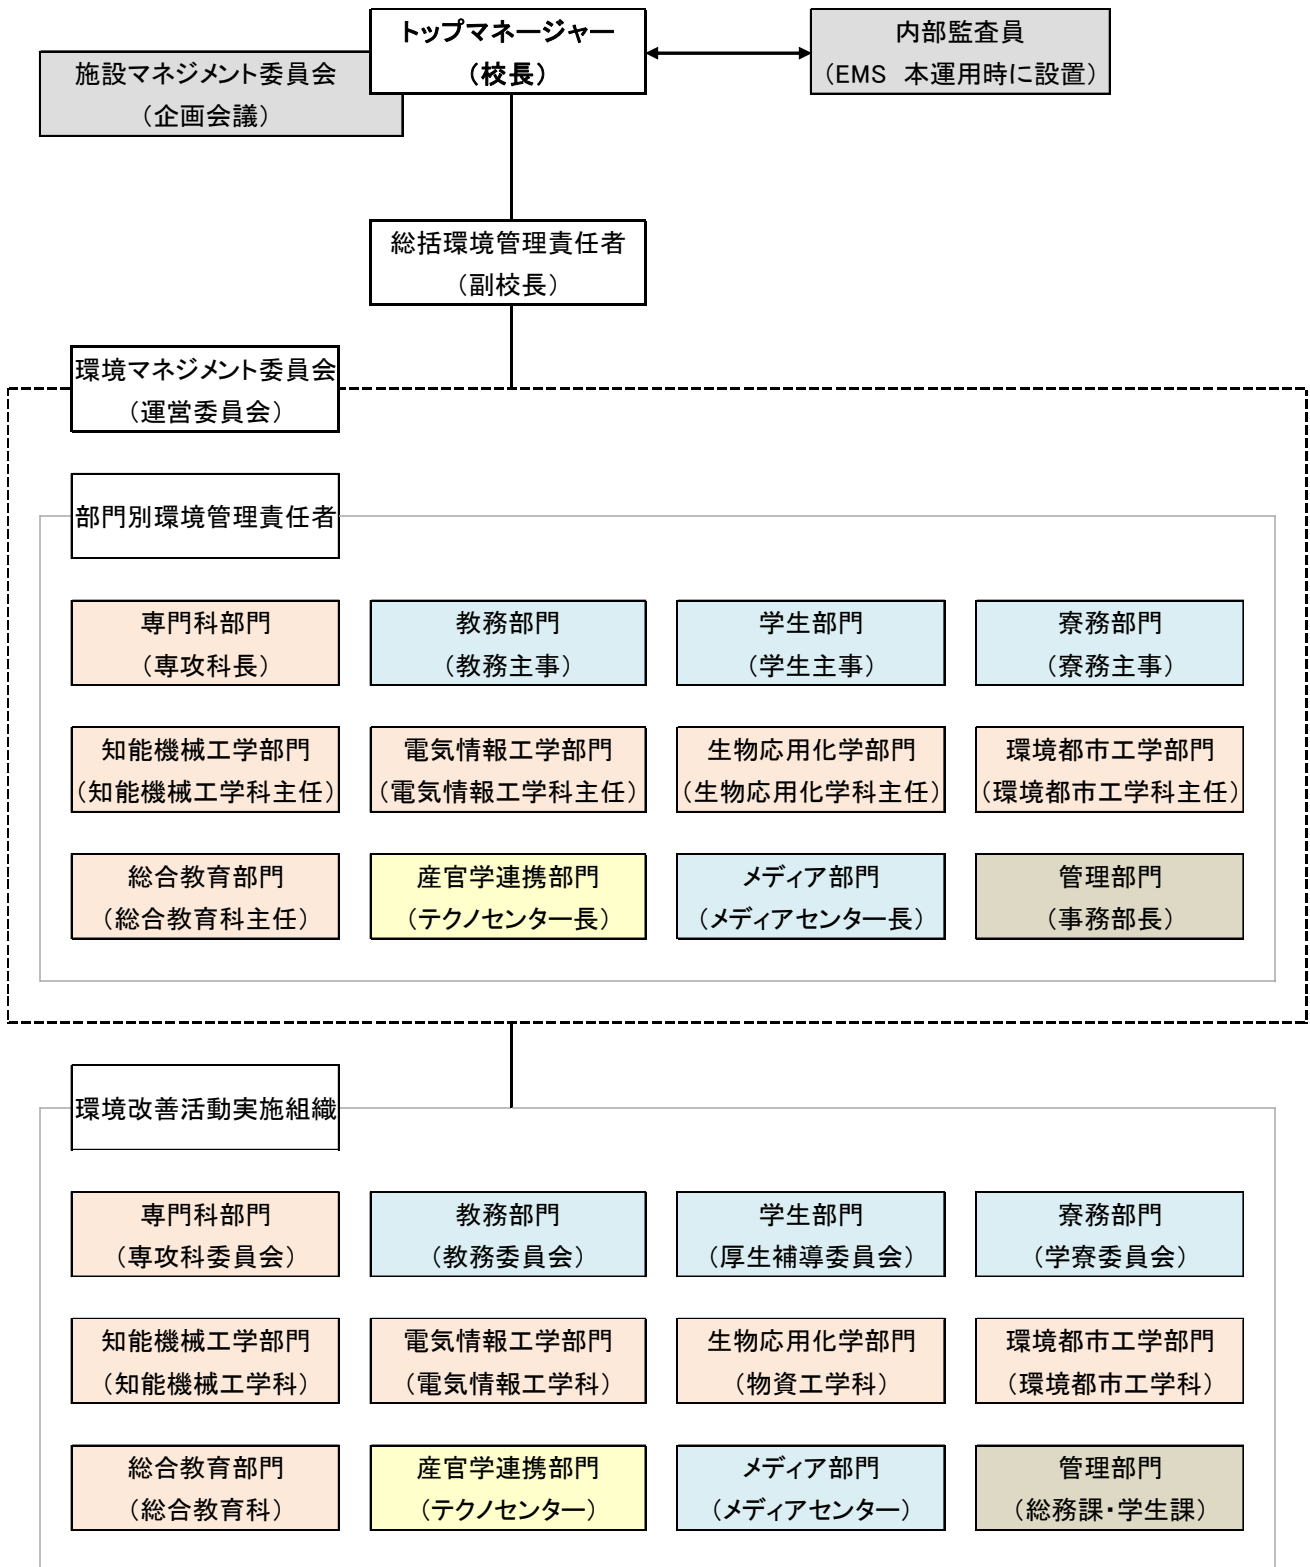 トップマネージャー
（校長）
内部監査員
（EMS 本運用時に設置）
施設マネジメント委員会
（企画会議）
総括環境管理責任者
（副校長）
環境マネジメント委員会
（運営委員会）
部門別環境管理責任者
専門科部門
（専攻科長）
教務部門
（教務主事）
学生部門
（学生主事）
寮務部門
（寮務主事）
知能機械工学部門
（知能機械工学科主任）
電気情報工学部門
（電気情報工学科主任）
生物応用化学部門
（生物応用化学科主任）
環境都市工学部門
（環境都市工学科主任）
総合教育部門
（総合教育科主任）
産官学連携部門
（テクノセンター長）
メディア部門
（メディアセンター長）
管理部門
（事務部長）
環境改善活動実施組織
専門科部門
（専攻科委員会）
教務部門
（教務委員会）
学生部門
（厚生補導委員会）
寮務部門
（学寮委員会）
知能機械工学部門
（知能機械工学科）
電気情報工学部門
（電気情報工学科）
生物応用化学部門
（物資工学科）
環境都市工学部門
（環境都市工学科）
総合教育部門
（総合教育科）
産官学連携部門
（テクノセンター）
メディア部門
（メディアセンター）
管理部門
（総務課・学生課）